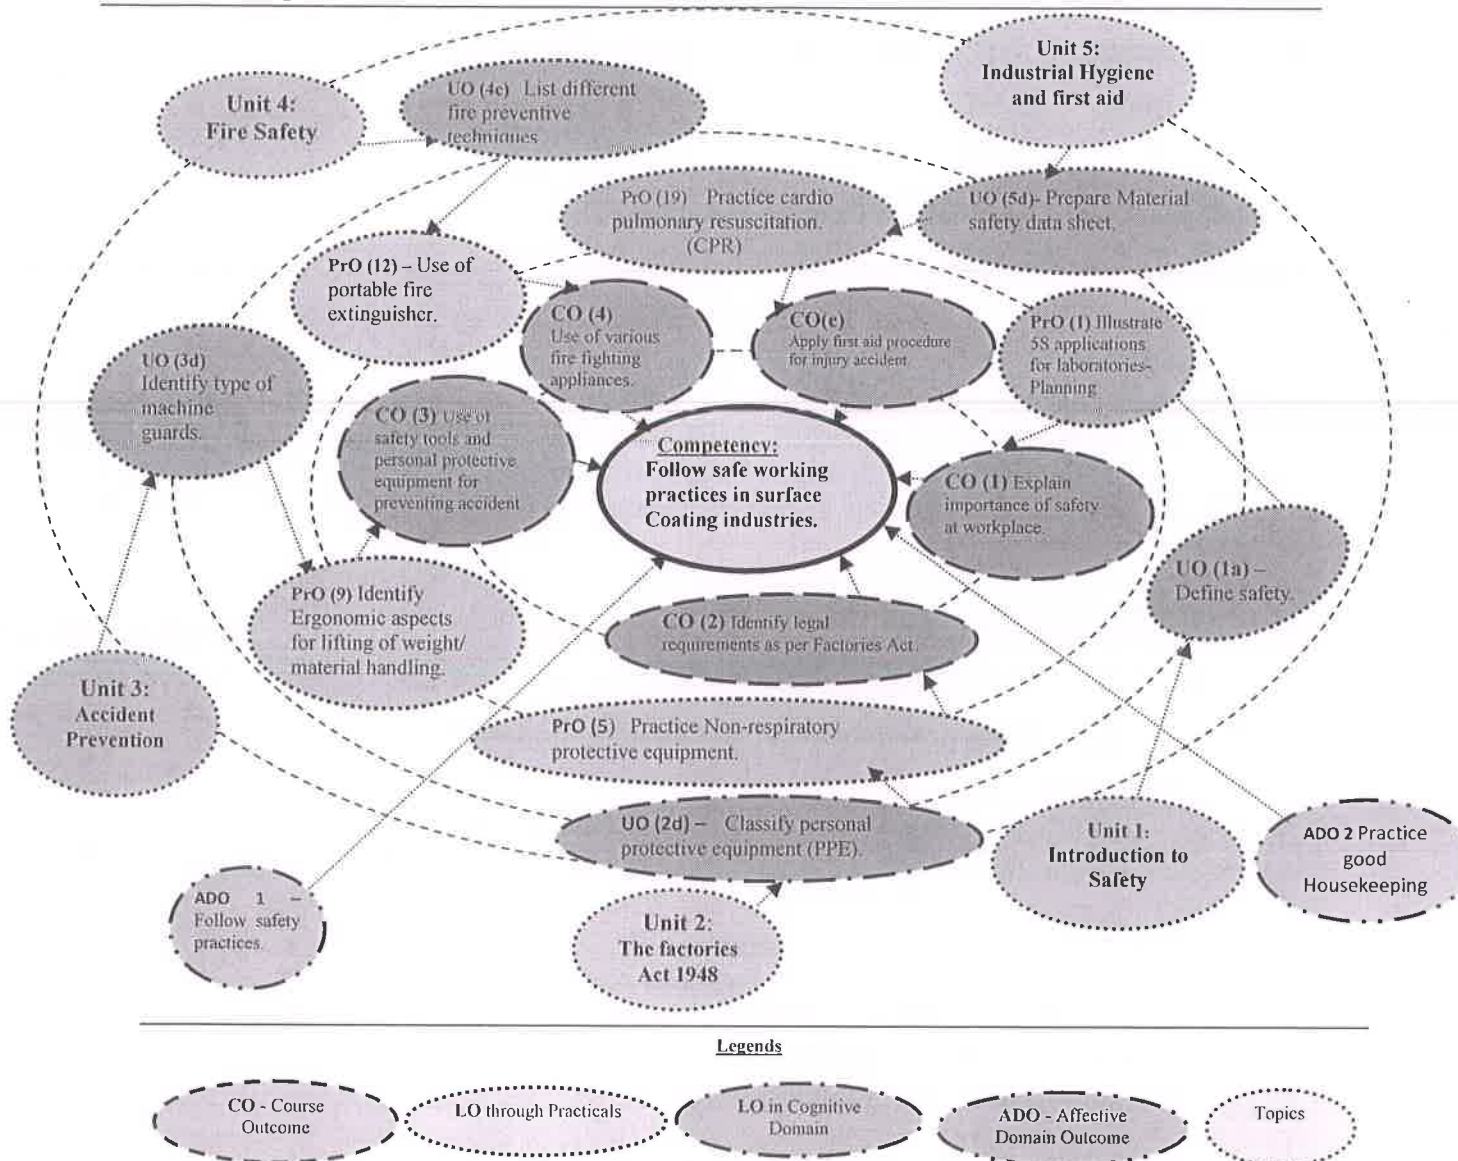 Unit 5:
Industrial Hygiene
and first aid
Unit 4:
Fire Safety
UO (4e) List different
fire preventive
techniques
PrO (19) Practice cardio
pulmonary resuscitation.
(CPR)
UO (5d)- Prepare Material
safety data sheet.
PrO (12) – Use of
portable fire
extinguisher.
CO (4)
Use of various
fire fighting
appliances.
CO(e)
Apply first aid procedure
for injury accident
PrO (1) Illustrate
5S applications
for laboratories-
Planning
UO (3d)
Identify type of
machine
guards.
CO (3) Use of
safety tools and
personal protective
equipment for
preventing accident
Competency:
Follow safe working
practices in surface
Coating industries.
CO (1) Explain
importance of safety
at workplace.
UO (1a) –
Define safety.
PrO (9) Identify
Ergonomic aspects
for lifting of weight/
material handling.
CO (2) Identify legal
requirements as per Factories Act.
Unit 3:
Accident
Prevention
PrO (5) Practice Non-respiratory
protective equipment.
UO (2d) – Classify personal
protective equipment (PPE).
Unit 1:
Introduction to
Safety
ADO 2 Practice
good
Housekeeping
ADO 1 –
Follow safety
practices.
Unit 2:
The factories
Act 1948
Legends
CO - Course
Outcome
LO through Practicals
LO in Cognitive
Domain
ADO - Affective
Domain Outcome
Topics